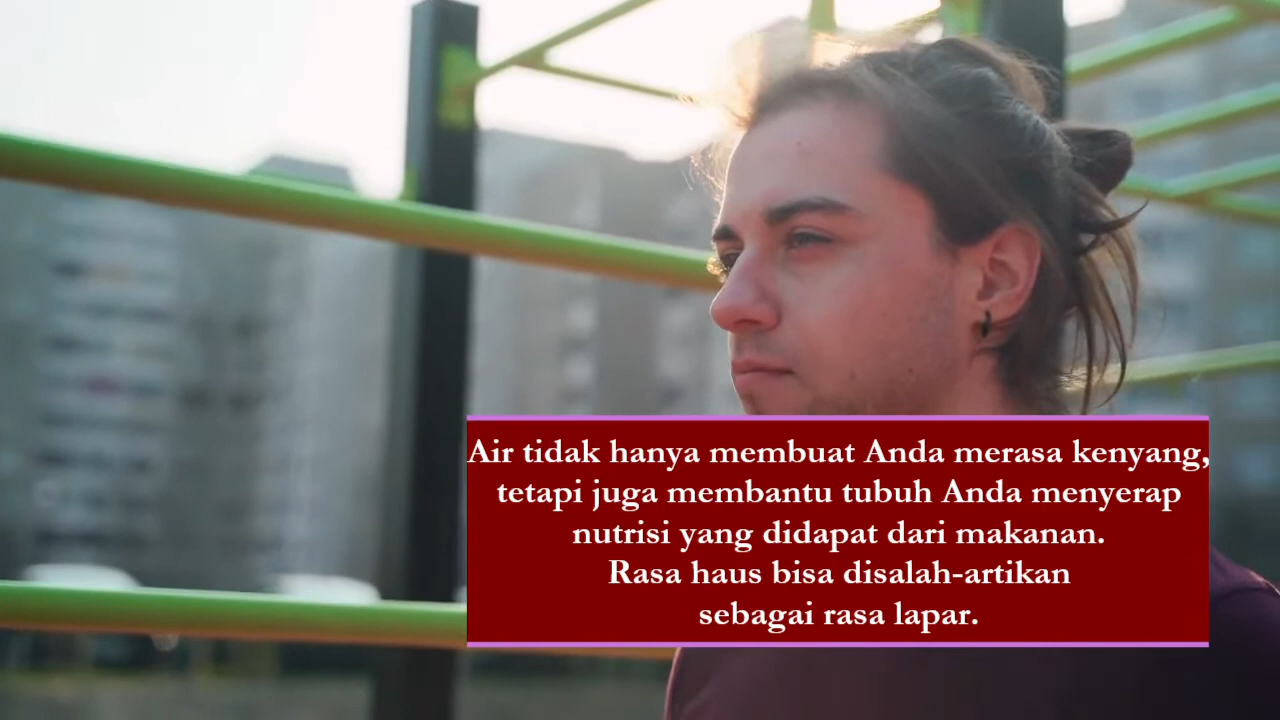 Air tidak hanya membuat Anda merasa kenyang,
tetapi juga membantu tubuh Anda menyerap
nutrisi yang didapat dari makanan.
Rasa haus bisa disalah-artikan
sebagai rasa lapar.